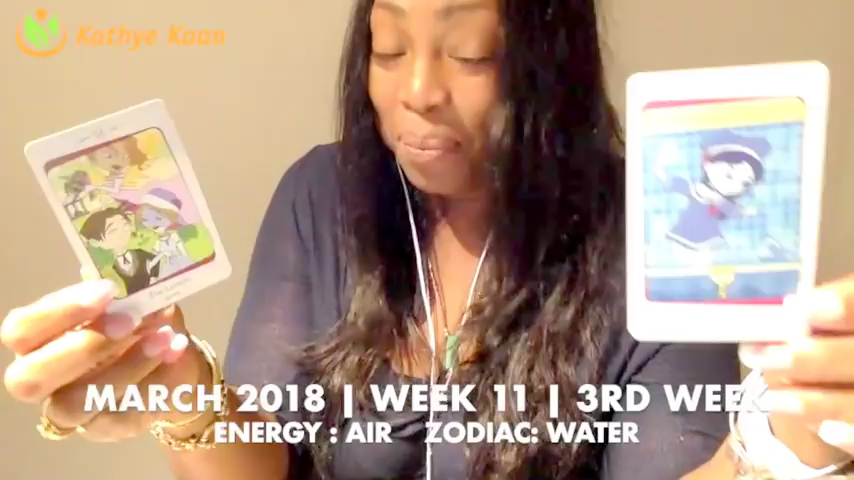 Kathye Kaan
MARCH 2018 | WEEK 11 | 3RD WEEK
ENERGY : AIR ZODIAC: WATER